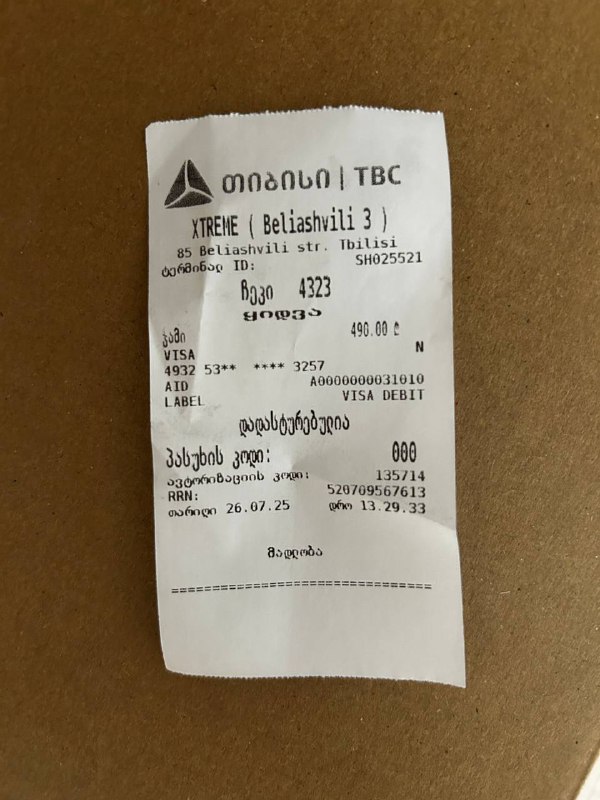 თიბისი | TBC
XTREME ( Beliashvili 3 )
85 Beliashvili str. Tbilisi
ტერმინალ ID: SH025521
ჩეკი 4323
ყიდვა
ჯამი 490.00 ₾
VISA N
4932 53** **** 3257
AID A0000000031010
LABEL VISA DEBIT
დადასტურებულია
პასუხის კოდი: 000
ავტორიზაციის კოდი: 135714
RRN: 520709567613
თარიღი 26.07.25 დრო 13.29.33
მადლობა
================================